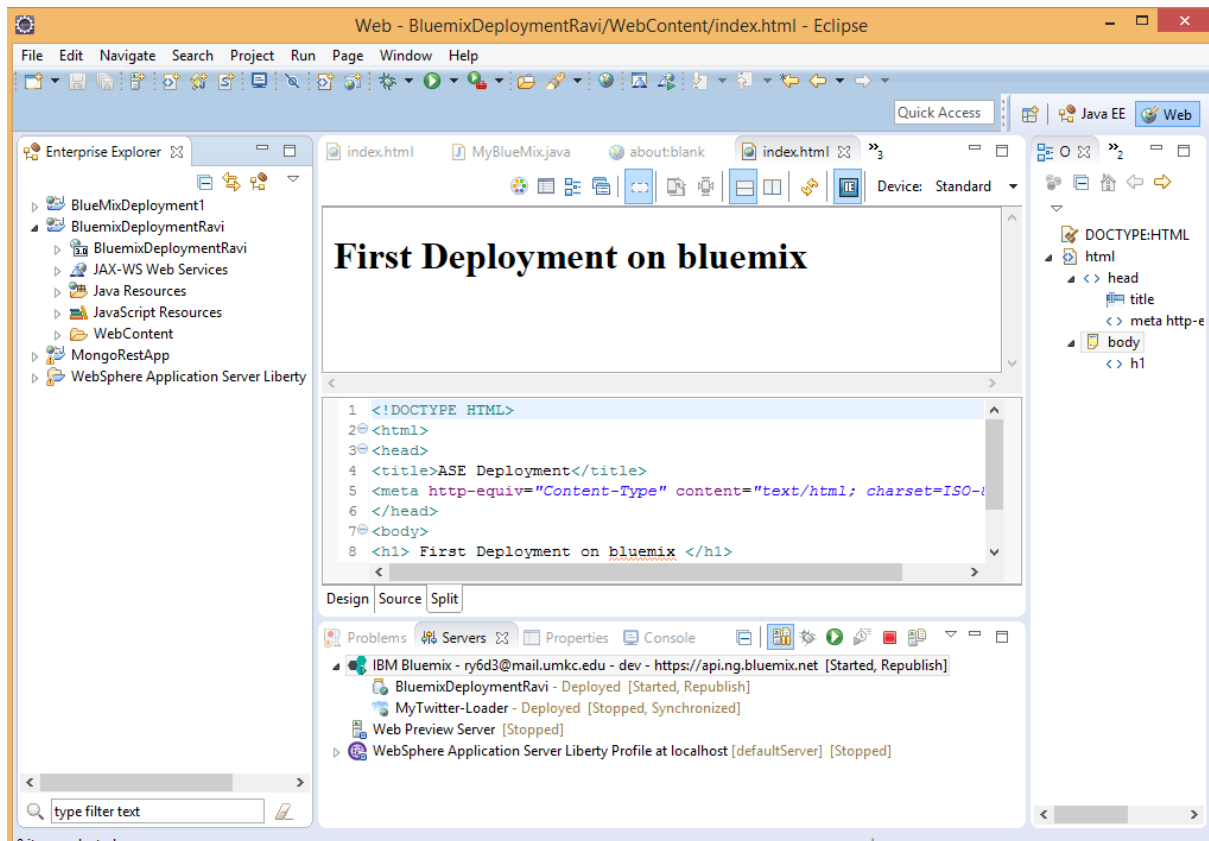 Web - BluemixDeploymentRavi/WebContent/index.html - Eclipse
File Edit Navigate Search Project Run Page Window Help
Quick Access Java EE Web
Enterprise Explorer
BlueMixDeployment1
BluemixDeploymentRavi
BluemixDeploymentRavi
JAX-WS Web Services
Java Resources
JavaScript Resources
WebContent
MongoRestApp
WebSphere Application Server Liberty
type filter text
index.html MyBlueMix.java about:blank index.html »3
Device: Standard
First Deployment on bluemix
1 <!DOCTYPE HTML>
2 <html>
3 <head>
4 <title>ASE Deployment</title>
5 <meta http-equiv="Content-Type" content="text/html; charset=ISO-
6 </head>
7 <body>
8 <h1> First Deployment on bluemix </h1>
Design Source Split
Problems Servers Properties Console
IBM Bluemix - ry6d3@mail.umkc.edu - dev - https://api.ng.bluemix.net [Started, Republish]
BluemixDeploymentRavi - Deployed [Started, Republish]
MyTwitter-Loader - Deployed [Stopped, Synchronized]
Web Preview Server [Stopped]
WebSphere Application Server Liberty Profile at localhost [defaultServer] [Stopped]
O »2
DOCTYPE:HTML
html
head
title
meta http-e
body
h1